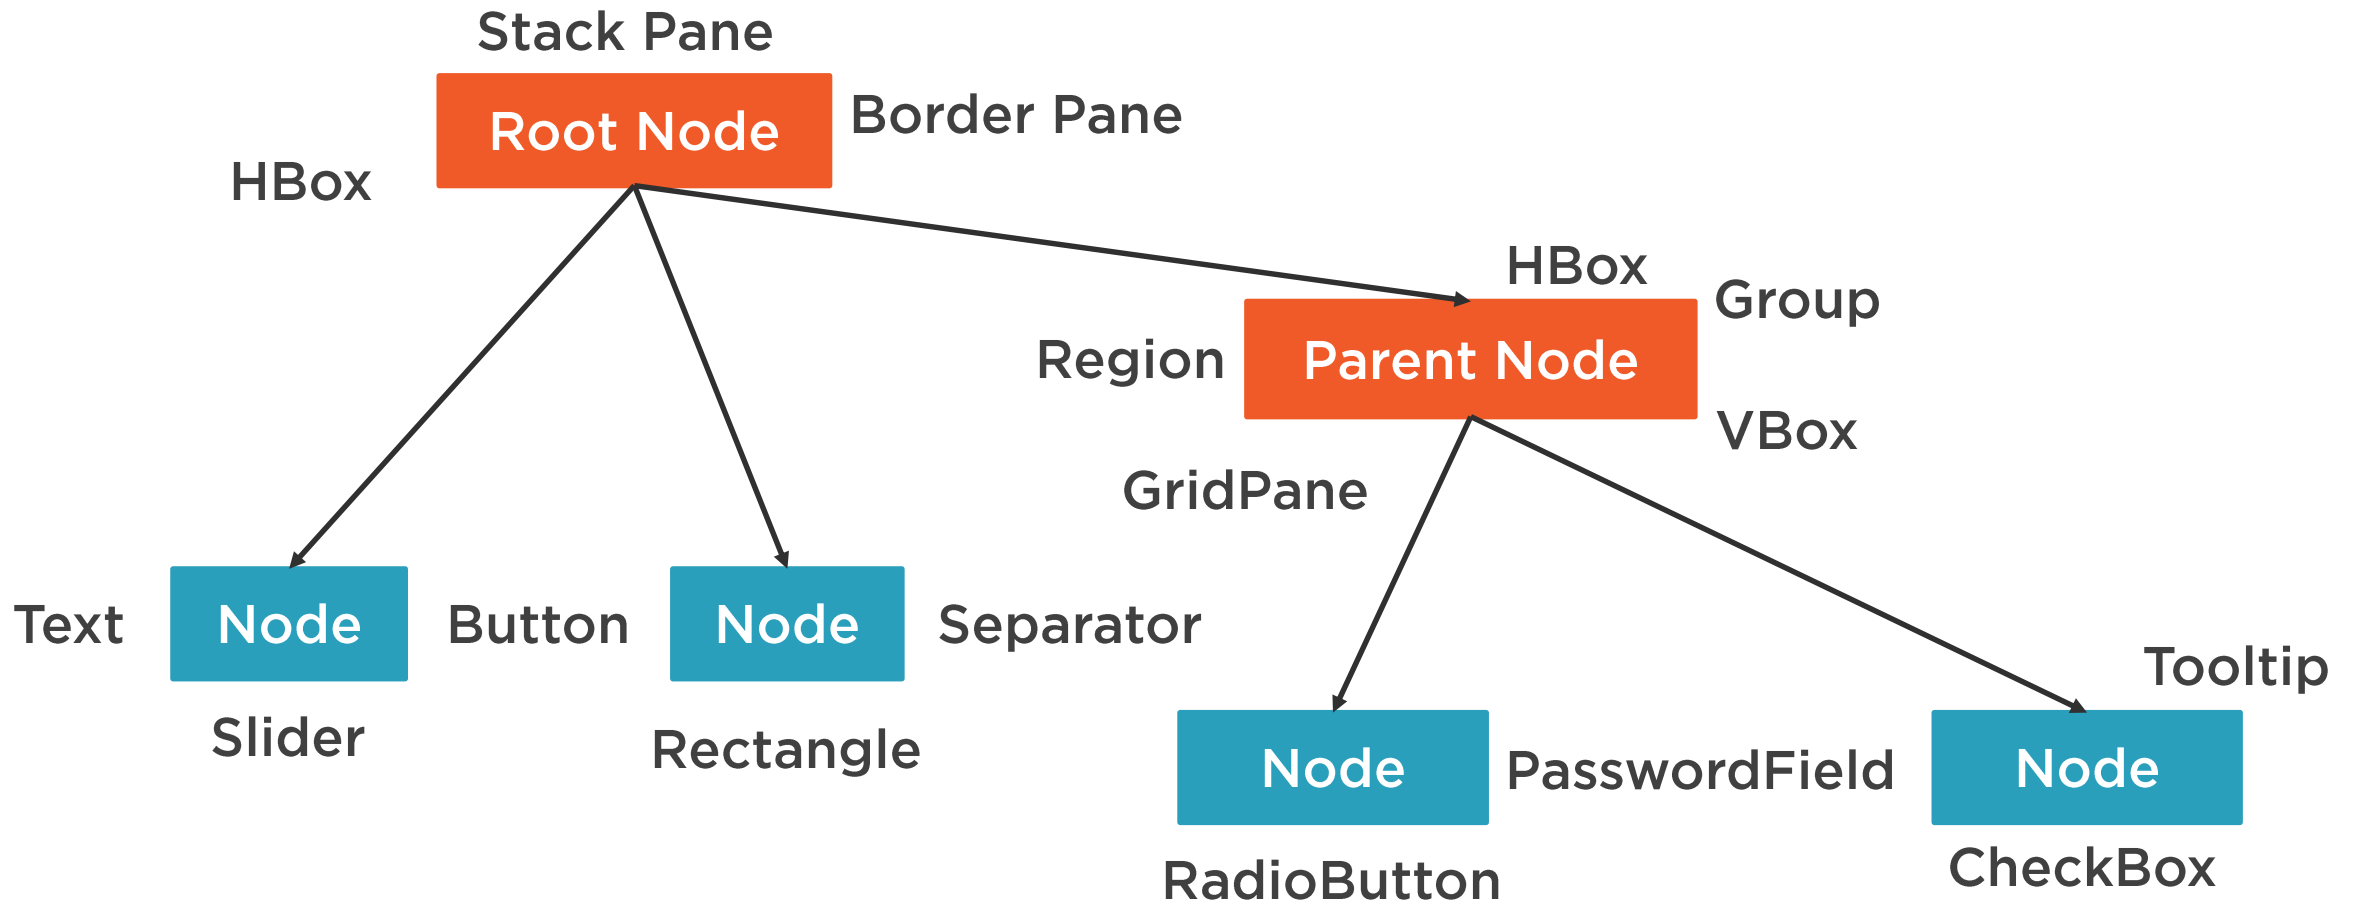 Stack Pane
Root Node
Border Pane
HBox
HBox
Group
Region
Parent Node
VBox
GridPane
Text
Node
Button
Node
Separator
Slider
Rectangle
Tooltip
Node
PasswordField
Node
RadioButton
CheckBox